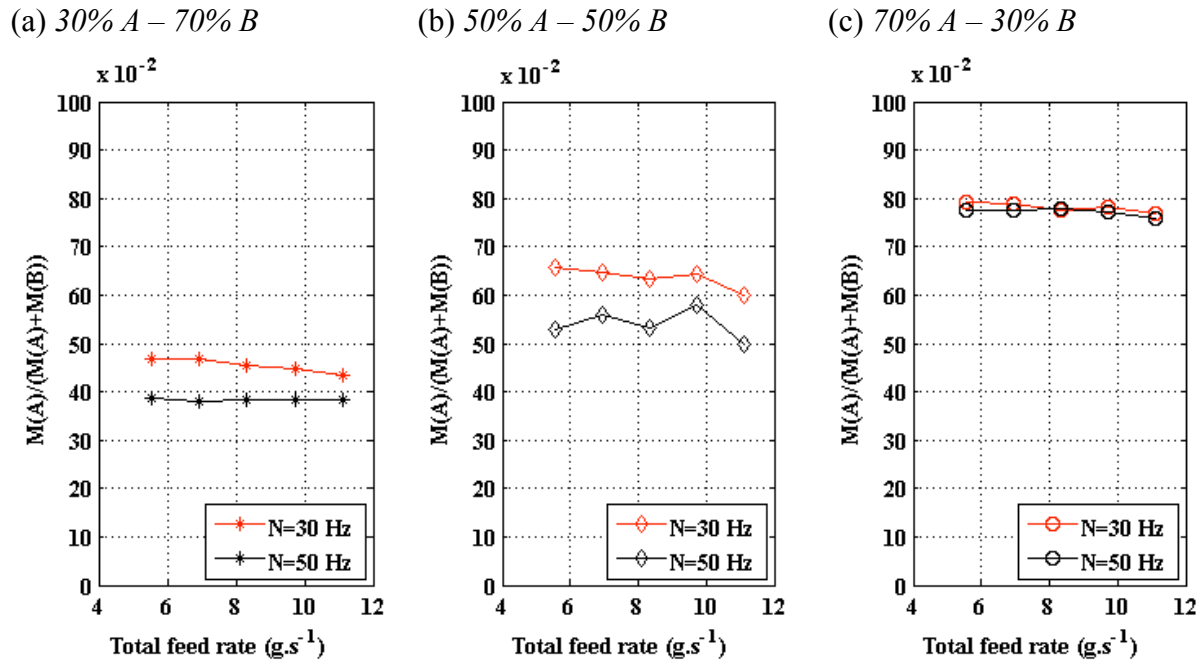 (a) 30% A – 70% B
x 10⁻²
100
90
80
70
60
50
40
30
20
10
0
M(A)/(M(A)+M(B))
N=30 Hz
N=50 Hz
4 6 8 10 12
Total feed rate (g.s⁻¹)
(b) 50% A – 50% B
x 10⁻²
100
90
80
70
60
50
40
30
20
10
0
M(A)/(M(A)+M(B))
N=30 Hz
N=50 Hz
4 6 8 10 12
Total feed rate (g.s⁻¹)
(c) 70% A – 30% B
x 10⁻²
100
90
80
70
60
50
40
30
20
10
0
M(A)/(M(A)+M(B))
N=30 Hz
N=50 Hz
4 6 8 10 12
Total feed rate (g.s⁻¹)